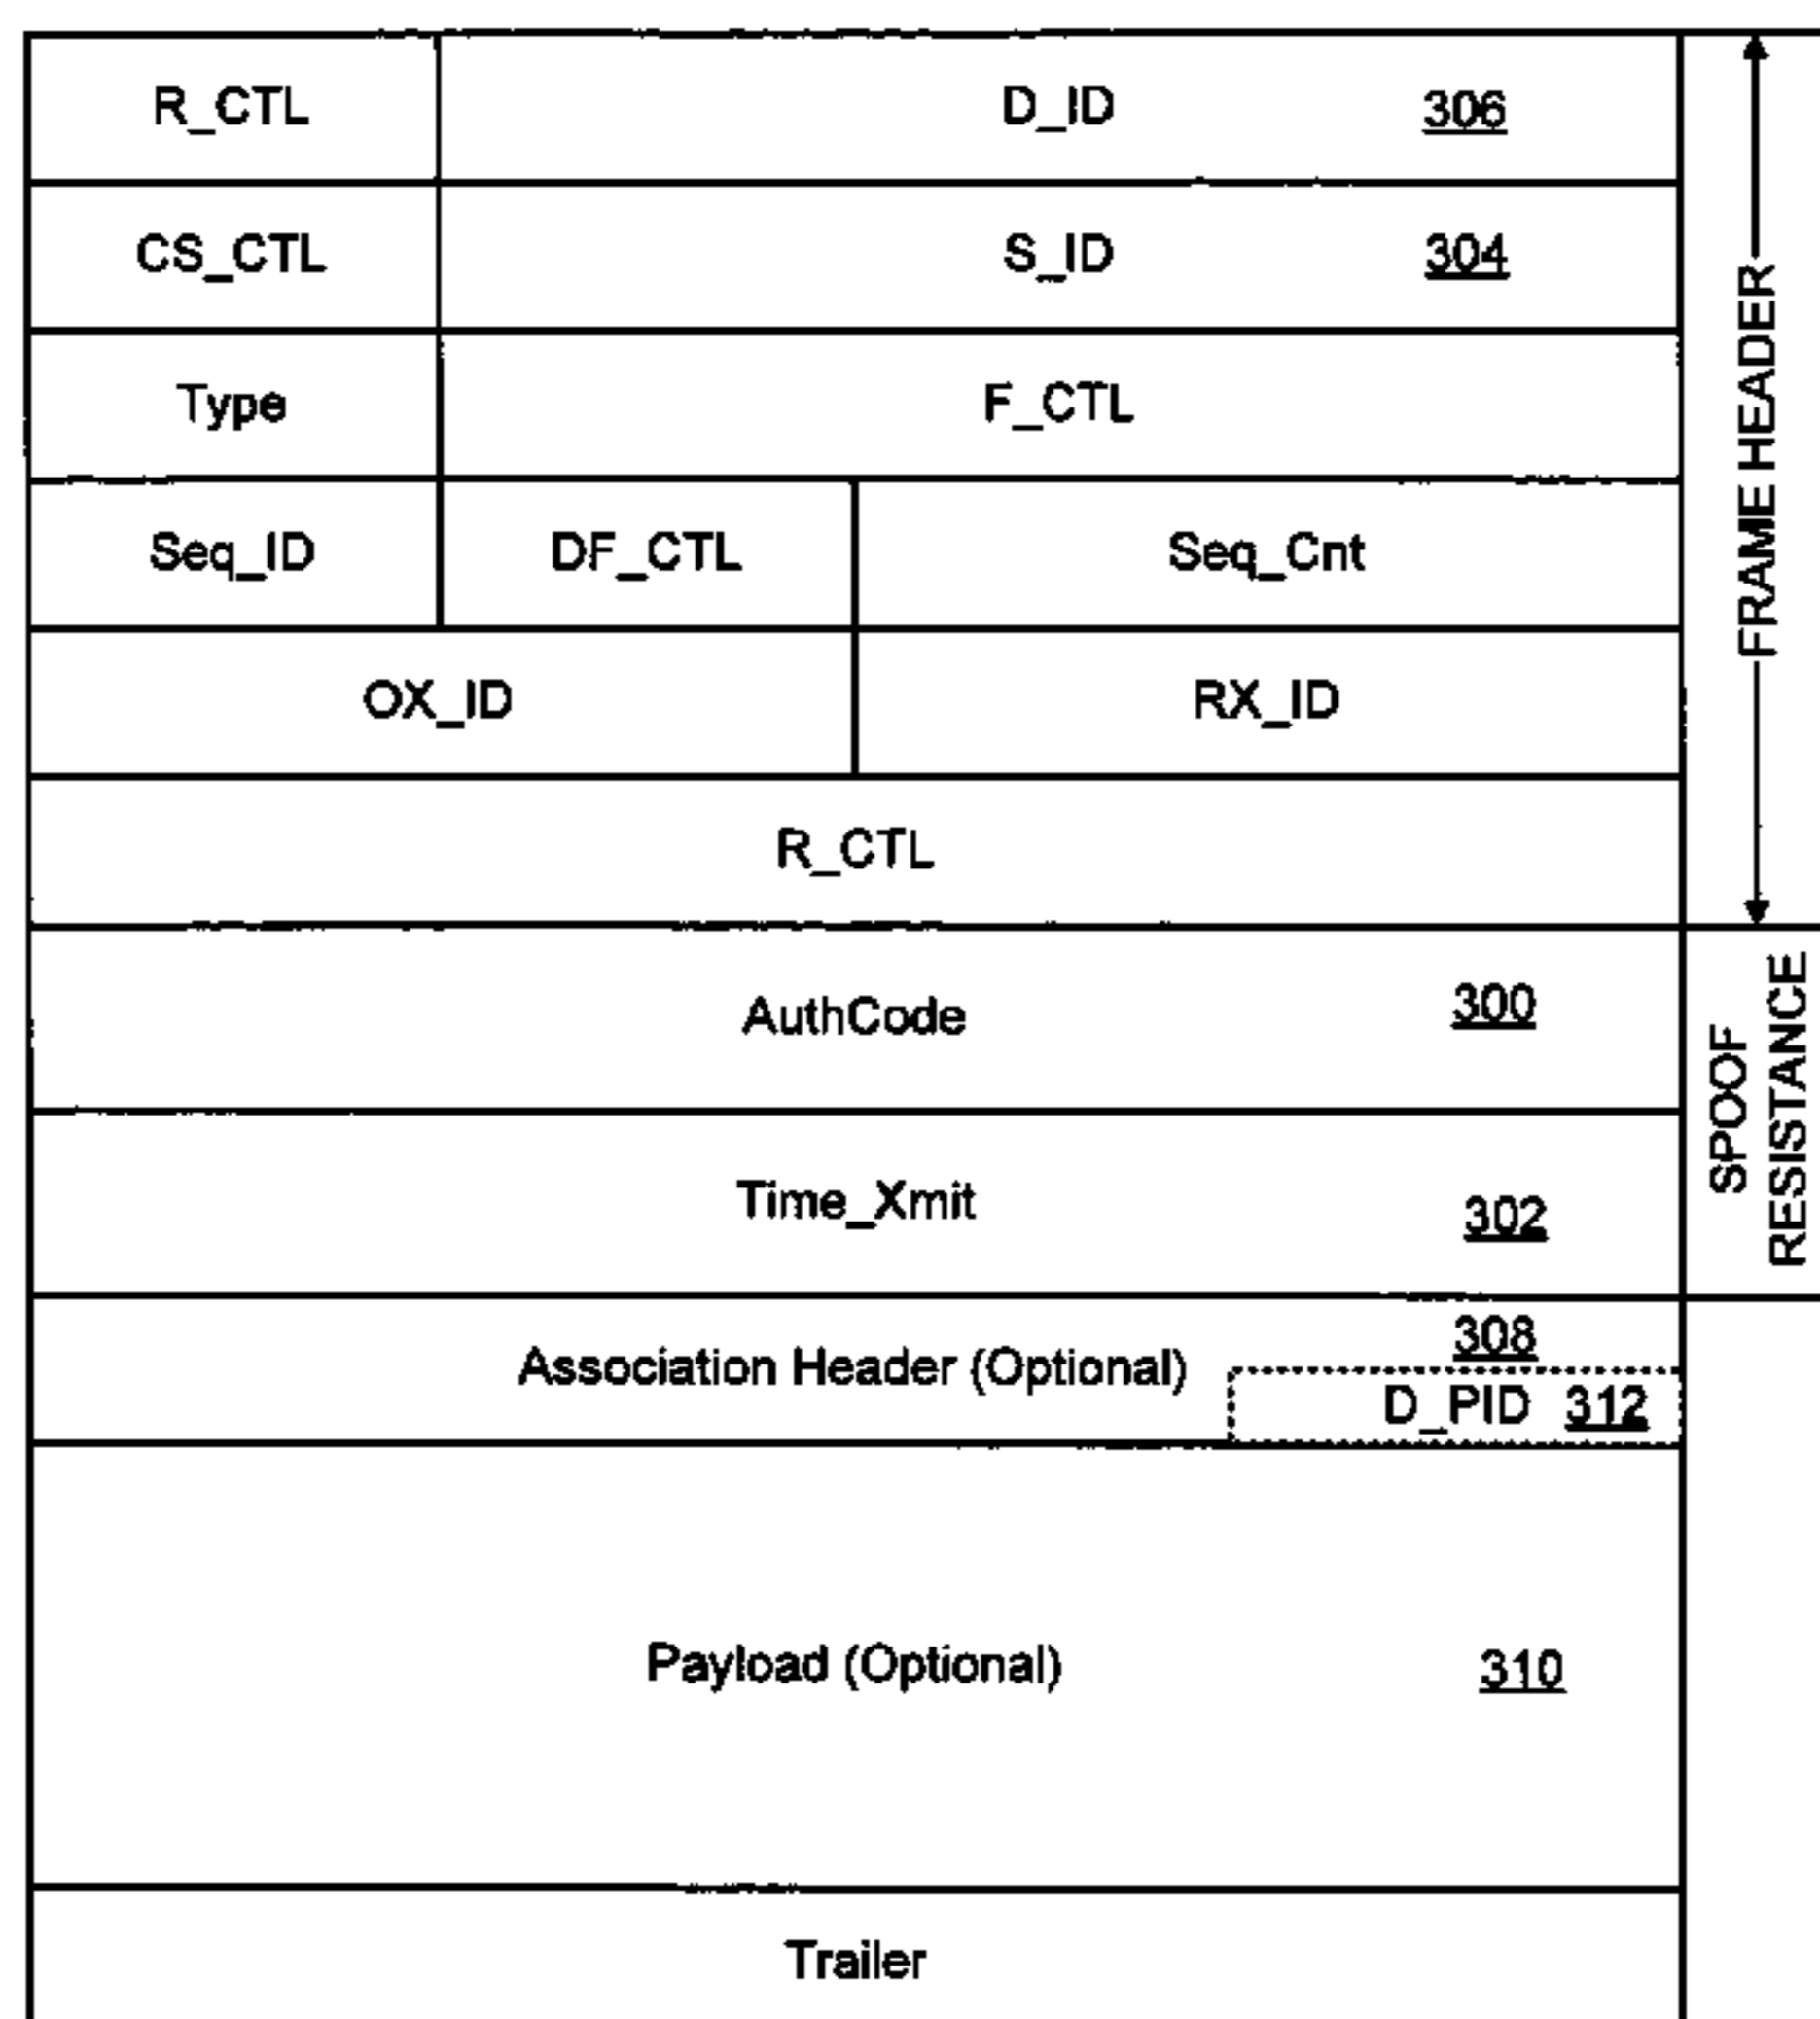 R_CTL D_ID 306
CS_CTL S_ID 304
Type F_CTL
Seq_ID DF_CTL Seq_Cnt
OX_ID RX_ID
R_CTL
FRAME HEADER
AuthCode 300
Time_Xmit 302
SPOOF
RESISTANCE
Association Header (Optional) 308
D_PID 312
Payload (Optional) 310
Trailer